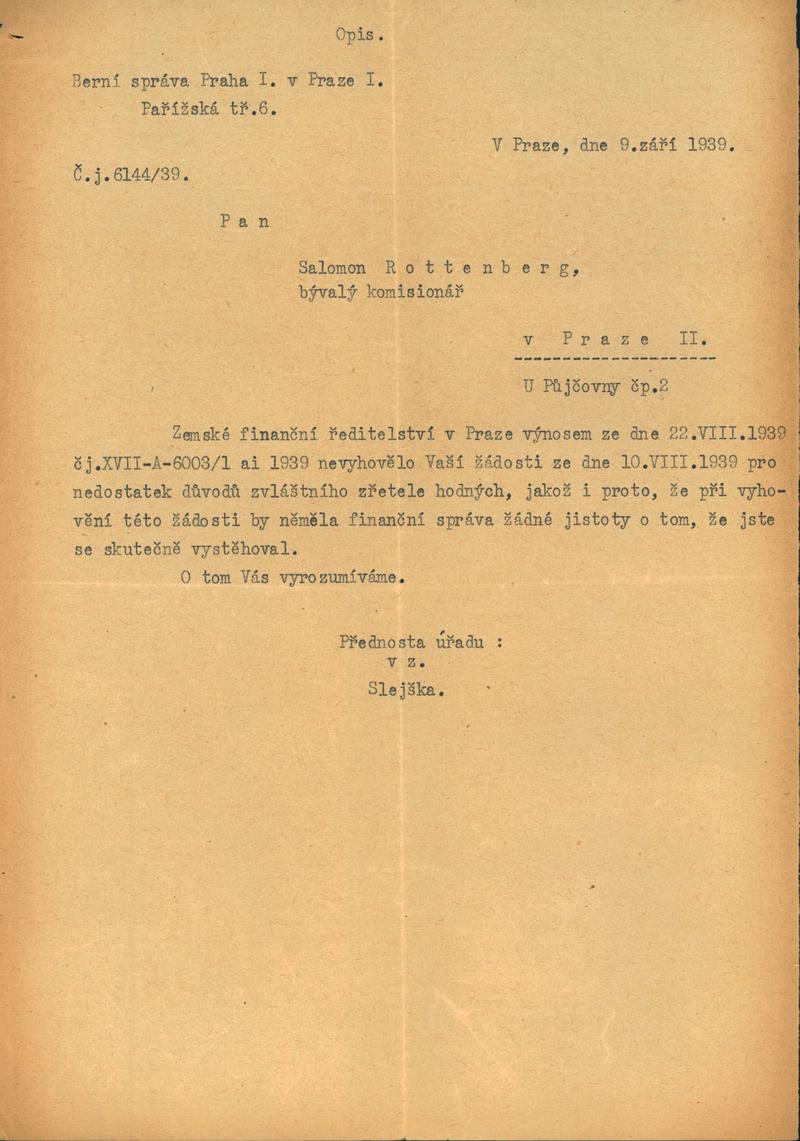 Opis.
Berní správa Praha I. v Praze I.
Pařížská tř.6.
V Praze, dne 9.září 1939.
Č.j.6144/39.
P a n
Salomon R o t t e n b e r g,
bývalý komisionář
v P r a z e II.
U Půjčovny čp.2
Zemské finanční ředitelství v Praze výnosem ze dne 22.VIII.1939
čj.XVII-A-6003/1 ai 1939 nevyhovělo Vaší žádosti ze dne 10.VIII.1939 pro
nedostatek důvodů zvláštního zřetele hodných, jakož i proto, že při vyho-
vění této žádosti by něměla finanční správa žádné jistoty o tom, že jste
se skutečně vystěhoval.
O tom Vás vyrozumíváme.
Přednosta úřadu :
v z.
Slejška.